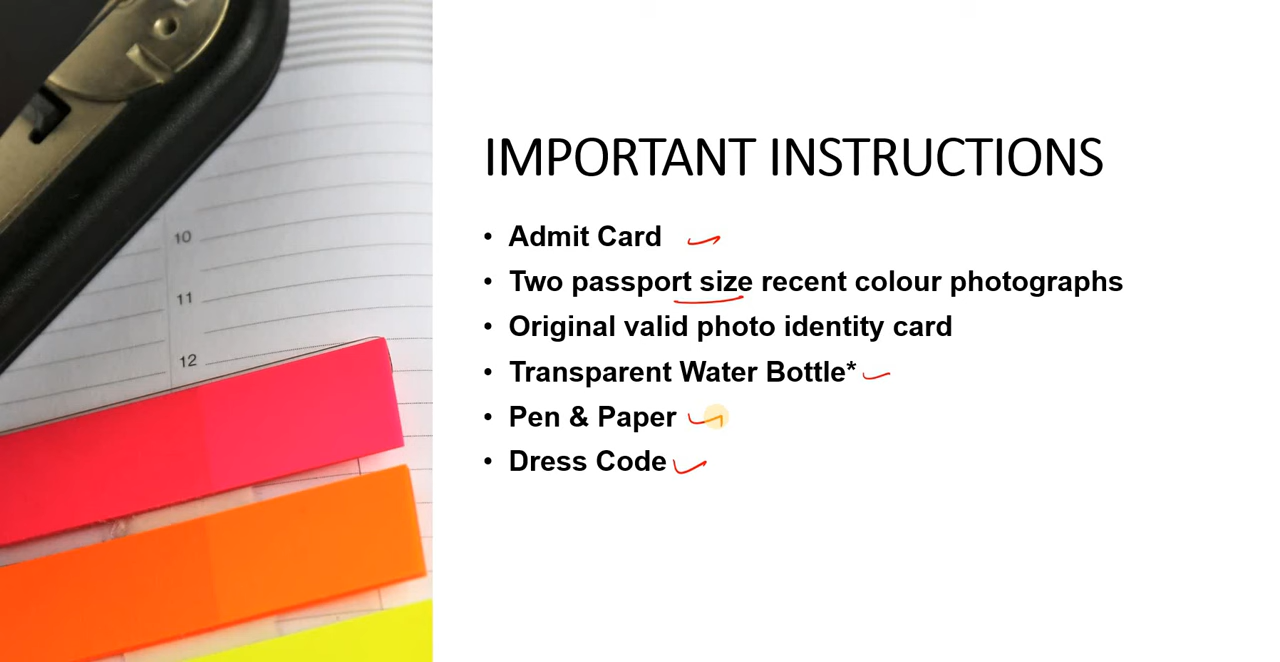 IMPORTANT INSTRUCTIONS
• Admit Card
• Two passport size recent colour photographs
• Original valid photo identity card
• Transparent Water Bottle*
• Pen & Paper
• Dress Code
10
11
12